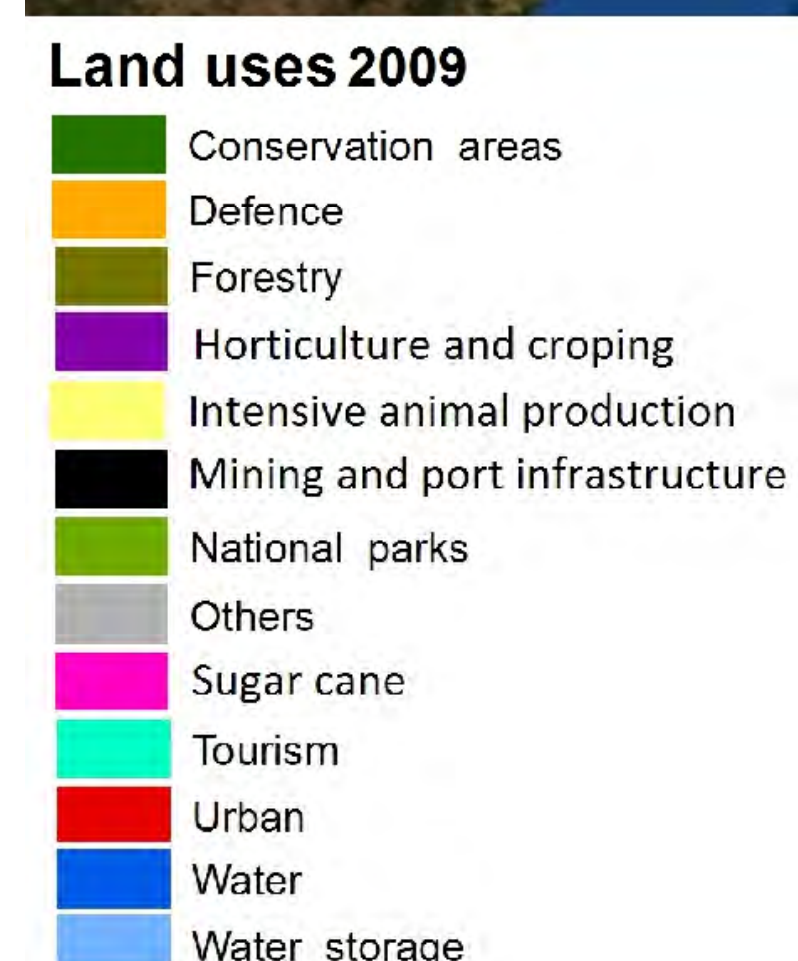 Land uses 2009
Conservation areas
Defence
Forestry
Horticulture and croping
Intensive animal production
Mining and port infrastructure
National parks
Others
Sugar cane
Tourism
Urban
Water
Water storage